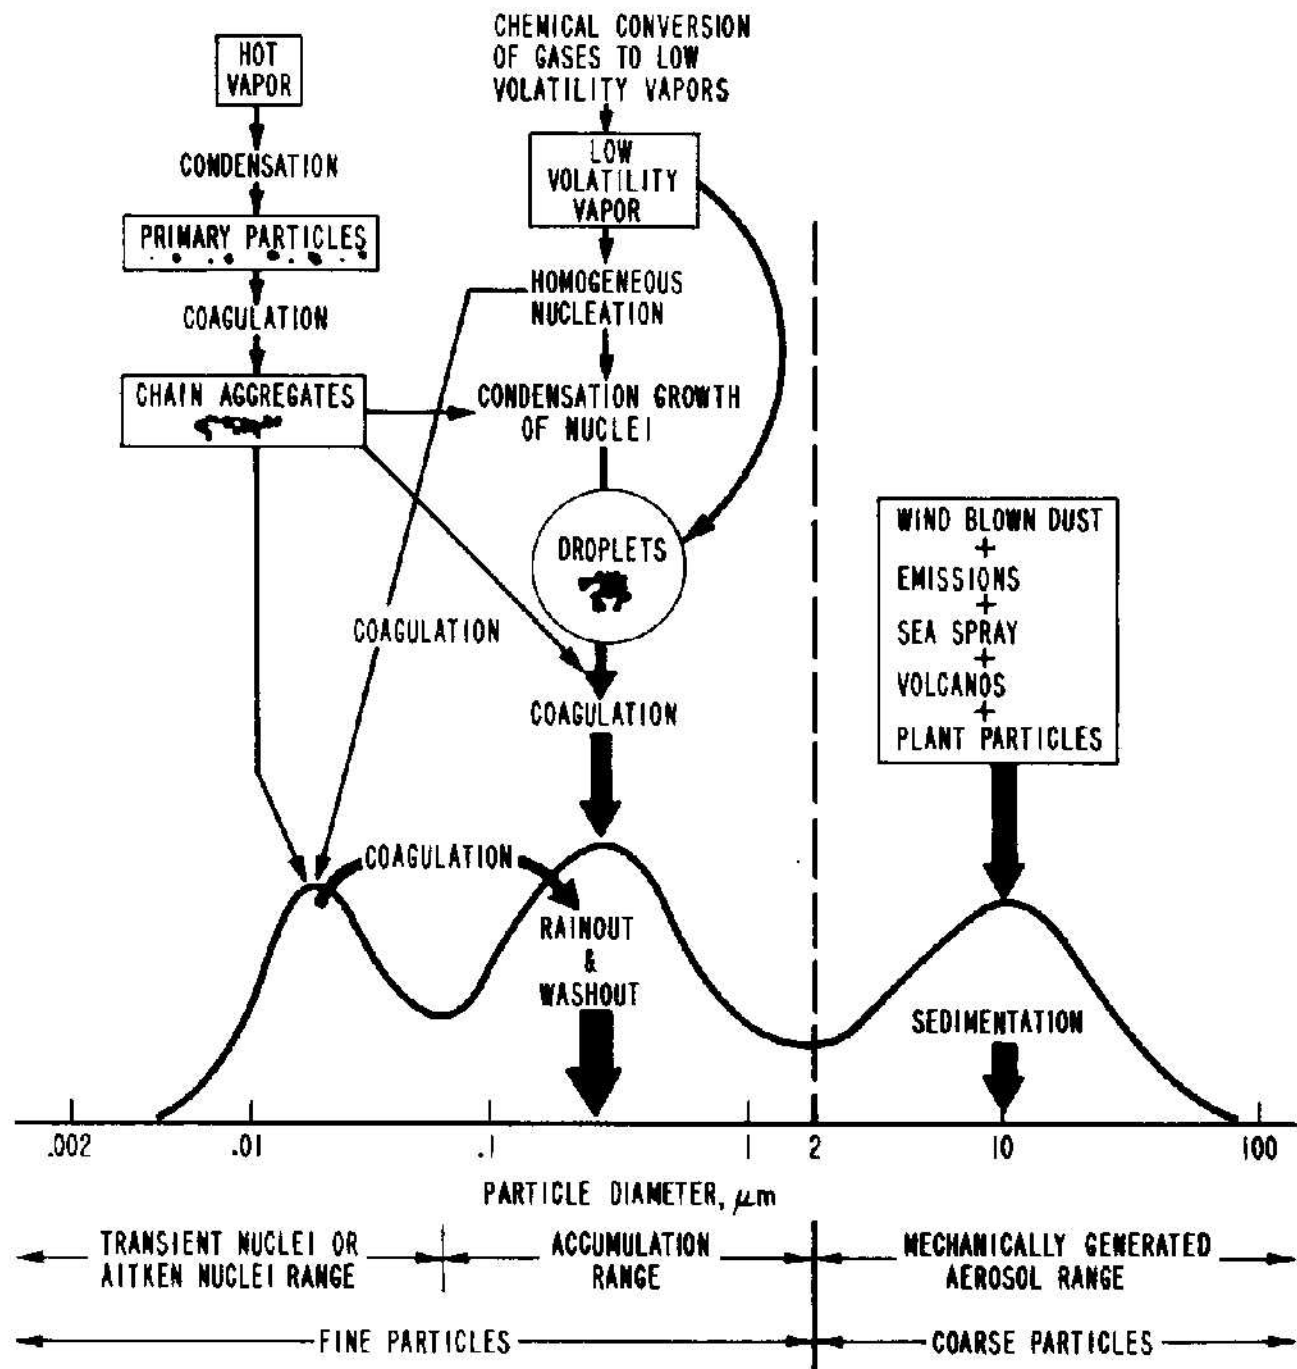 HOT
VAPOR
CONDENSATION
PRIMARY PARTICLES
COAGULATION
CHAIN AGGREGATES
CHEMICAL CONVERSION
OF GASES TO LOW
VOLATILITY VAPORS
LOW
VOLATILITY
VAPOR
HOMOGENEOUS
NUCLEATION
CONDENSATION GROWTH
OF NUCLEI
DROPLETS
COAGULATION
COAGULATION
WIND BLOWN DUST
+
EMISSIONS
+
SEA SPRAY
+
VOLCANOS
+
PLANT PARTICLES
COAGULATION
RAINOUT
&
WASHOUT
SEDIMENTATION
.002 .01 .1 1 2 10 100
PARTICLE DIAMETER, μm
TRANSIENT NUCLEI OR
AITKEN NUCLEI RANGE
ACCUMULATION
RANGE
MECHANICALLY GENERATED
AEROSOL RANGE
FINE PARTICLES
COARSE PARTICLES